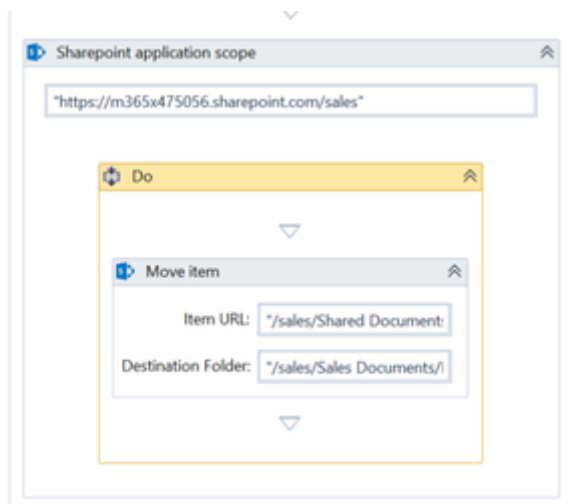 Sharepoint application scope
"https://m365x475056.sharepoint.com/sales"
Do
Move item
Item URL: "/sales/Shared Document
Destination Folder: "/sales/Sales Documents/